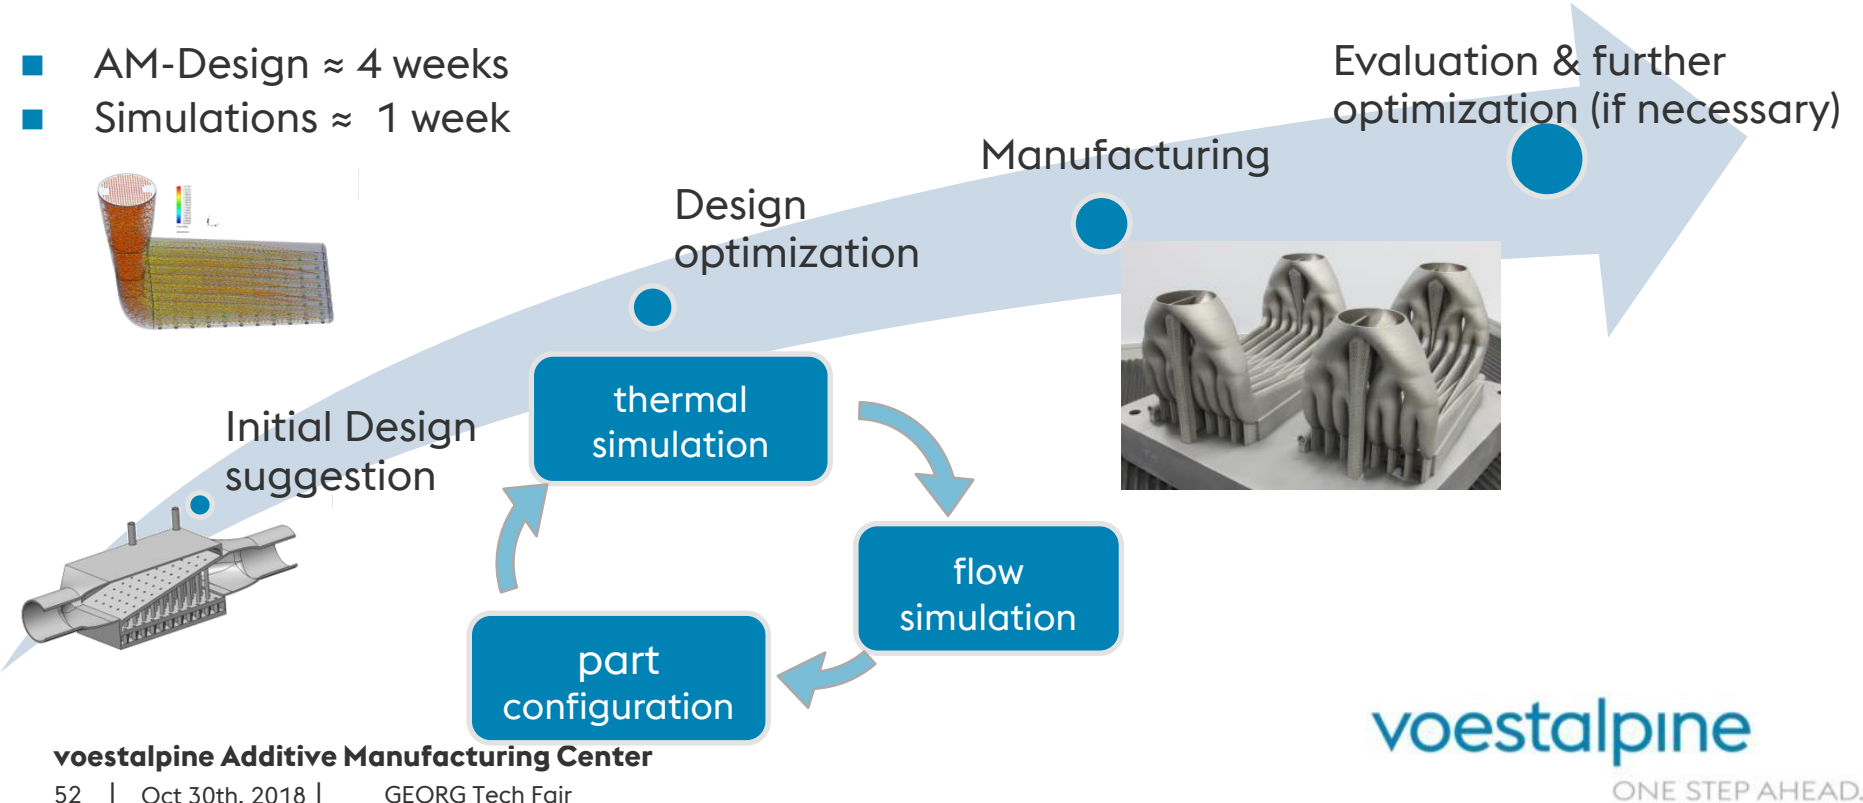 AM-Design ≈ 4 weeks
Simulations ≈ 1 week
Evaluation & further
optimization (if necessary)
Manufacturing
Design
optimization
Initial Design
suggestion
thermal
simulation
flow
simulation
part
configuration
voestalpine Additive Manufacturing Center
52 | Oct 30th, 2018 | GEORG Tech Fair
voestalpine
ONE STEP AHEAD.